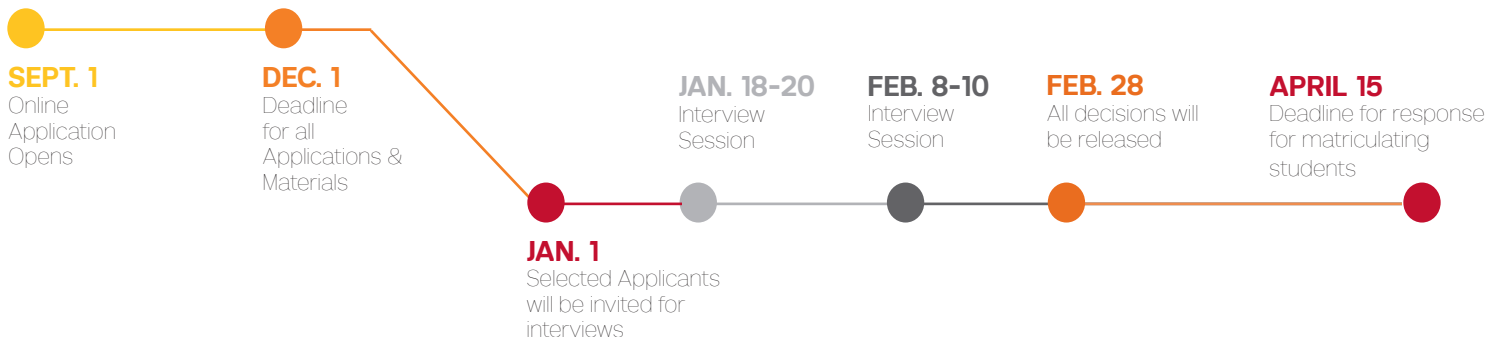 SEPT. 1
Online
Application
Opens
DEC. 1
Deadline
for all
Applications &
Materials
JAN. 1
Selected Applicants
will be invited for
interviews
JAN. 18-20
Interview
Session
FEB. 8-10
Interview
Session
FEB. 28
All decisions will
be released
APRIL 15
Deadline for response
for matriculating
students